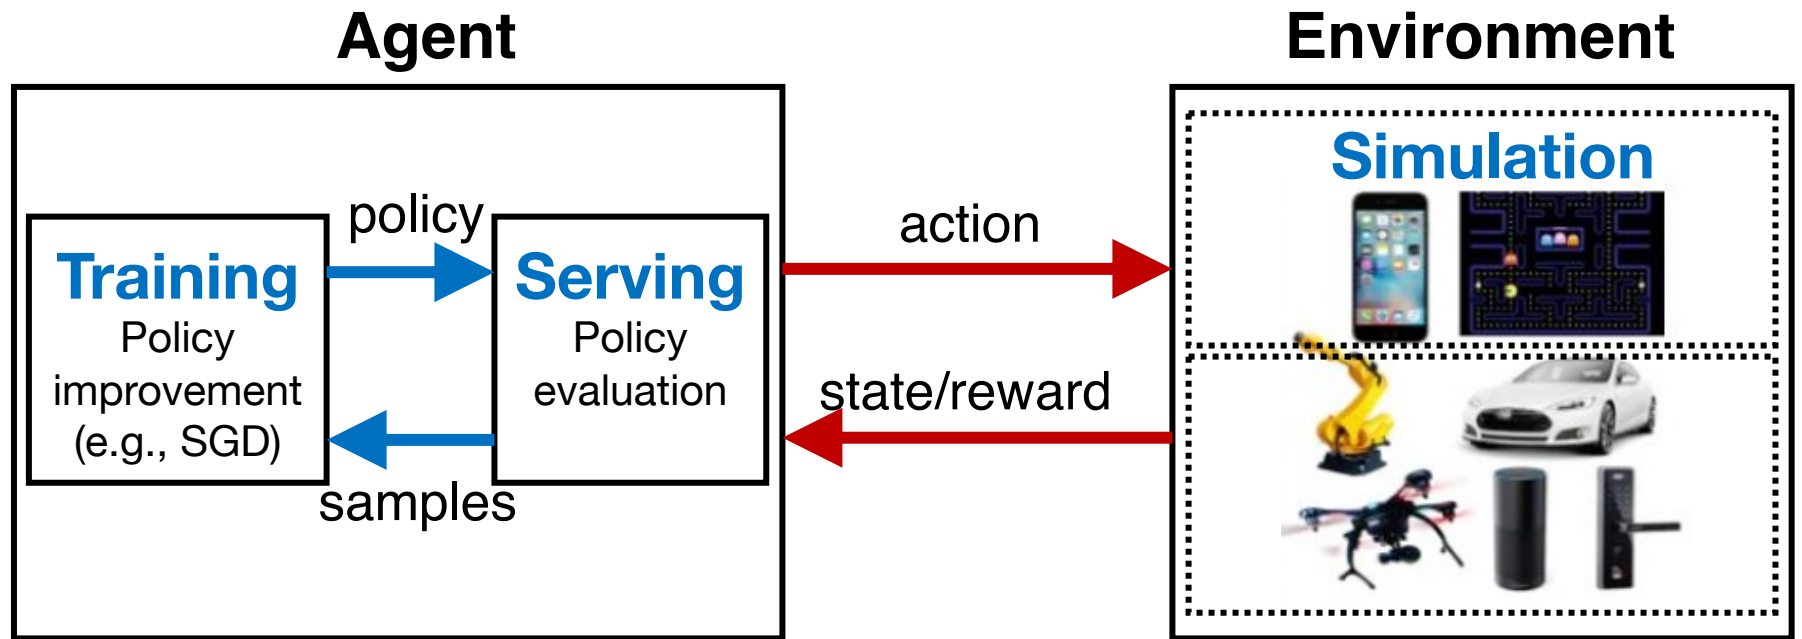 Agent
Environment
Simulation
policy
action
Training
Policy
improvement
(e.g., SGD)
Serving
Policy
evaluation
state/reward
samples